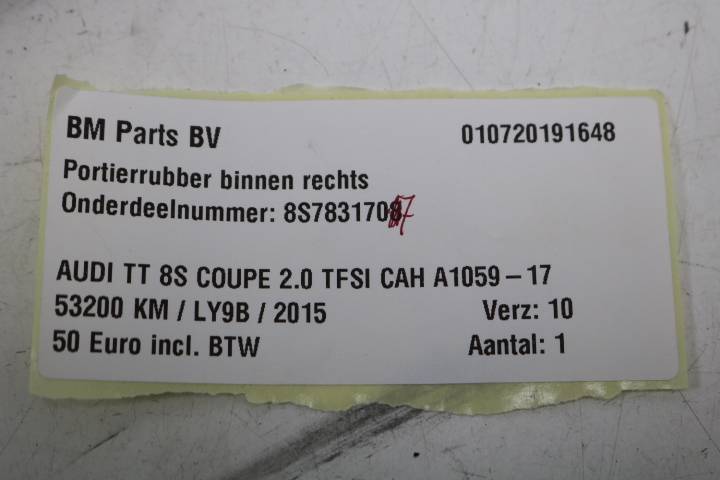 BM Parts BV 010720191648
Portierrubber binnen rechts
Onderdeelnummer: 8S7831707
AUDI TT 8S COUPE 2.0 TFSI CAH A1059-17
53200 KM / LY9B / 2015 Verz: 10
50 Euro incl. BTW Aantal: 1